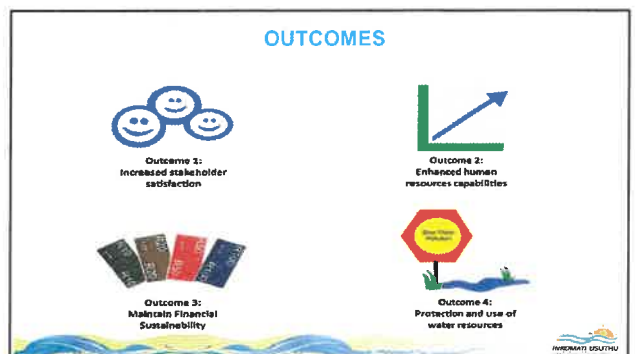 OUTCOMES
Outcome 1:
Increased stakeholder
satisfaction
Outcome 2:
Enhanced human
resources capabilities
Outcome 3:
Maintain Financial
Sustainability
Outcome 4:
Protection and use of
water resources
INKOMATI USUTHU